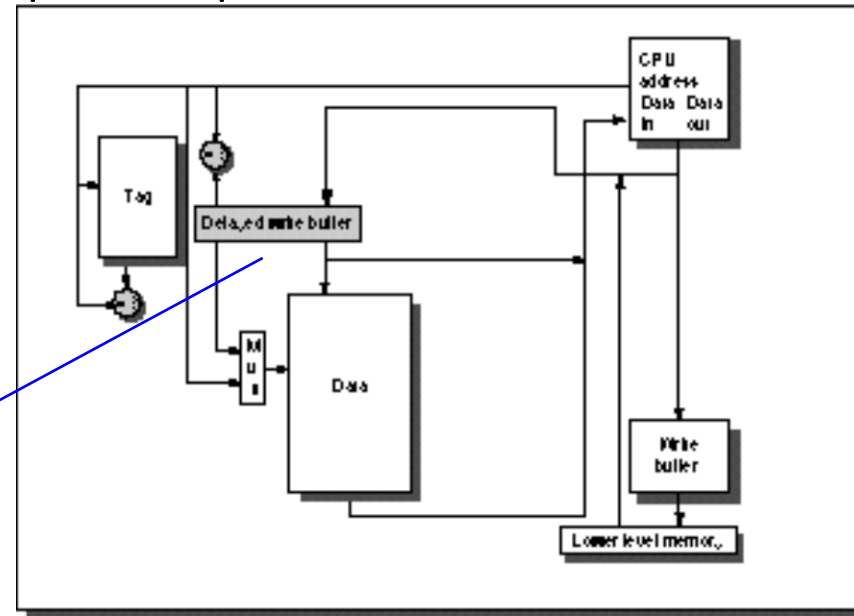 CPU
address
Data Data
in out
Tag
Delayed write buffer
M
u
x
Data
Write
buffer
Lower level memory